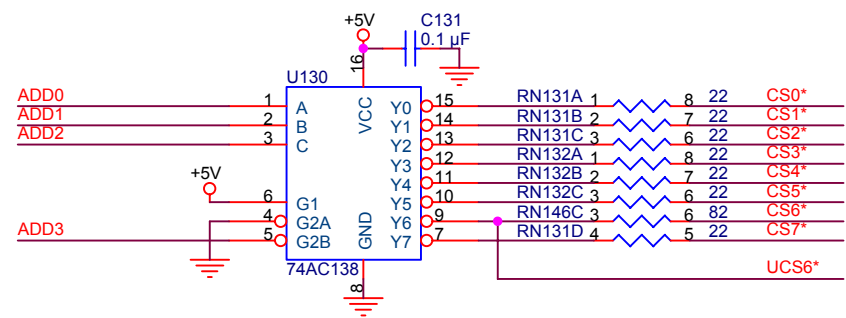 +5V
C131
0.1 µF
16
U130
ADD0 1 A VCC Y0 15 RN131A 1 8 22 CS0*
ADD1 2 B Y1 14 RN131B 2 7 22 CS1*
ADD2 3 C Y2 13 RN131C 3 6 22 CS2*
Y3 12 RN132A 1 8 22 CS3*
+5V Y4 11 RN132B 2 7 22 CS4*
6 G1 Y5 10 RN132C 3 6 22 CS5*
4 G2A GND Y6 9 RN146C 3 6 82 CS6*
ADD3 5 G2B Y7 7 RN131D 4 5 22 CS7*
74AC138 UCS6*
8